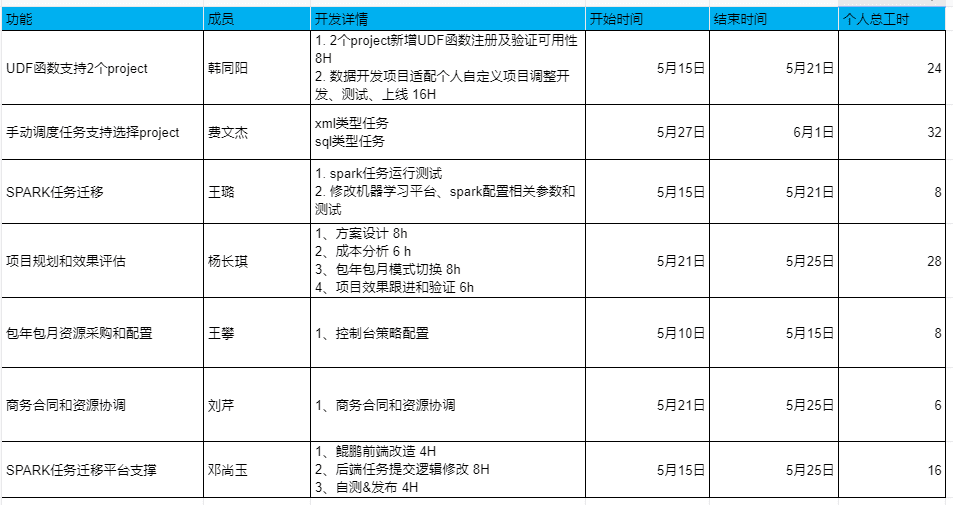 功能 成员 开发详情 开始时间 结束时间 个人总工时
UDF函数支持2个project 韩同阳 1. 2个project新增UDF函数注册及验证可用性
8H
2. 数据开发项目适配个人自定义项目调整开
发、测试、上线 16H 5月15日 5月21日 24
手动调度任务支持选择project 费文杰 xml类型任务
sql类型任务 5月27日 6月1日 32
SPARK任务迁移 王璐 1. spark任务运行测试
2. 修改机器学习平台、spark配置相关参数和
测试 5月15日 5月21日 8
项目规划和效果评估 杨长琪 1、方案设计 8h
2、成本分析 6 h
3、包年包月模式切换 8h
4、项目效果跟进和验证 6h 5月21日 5月25日 28
包年包月资源采购和配置 王攀 1、控制台策略配置 5月10日 5月15日 8
商务合同和资源协调 刘芹 1、商务合同和资源协调 5月21日 5月25日 6
SPARK任务迁移平台支撑 邓尚玉 1、鲲鹏前端改造 4H
2、后端任务提交逻辑修改 8H
3、自测&发布 4H 5月15日 5月25日 16